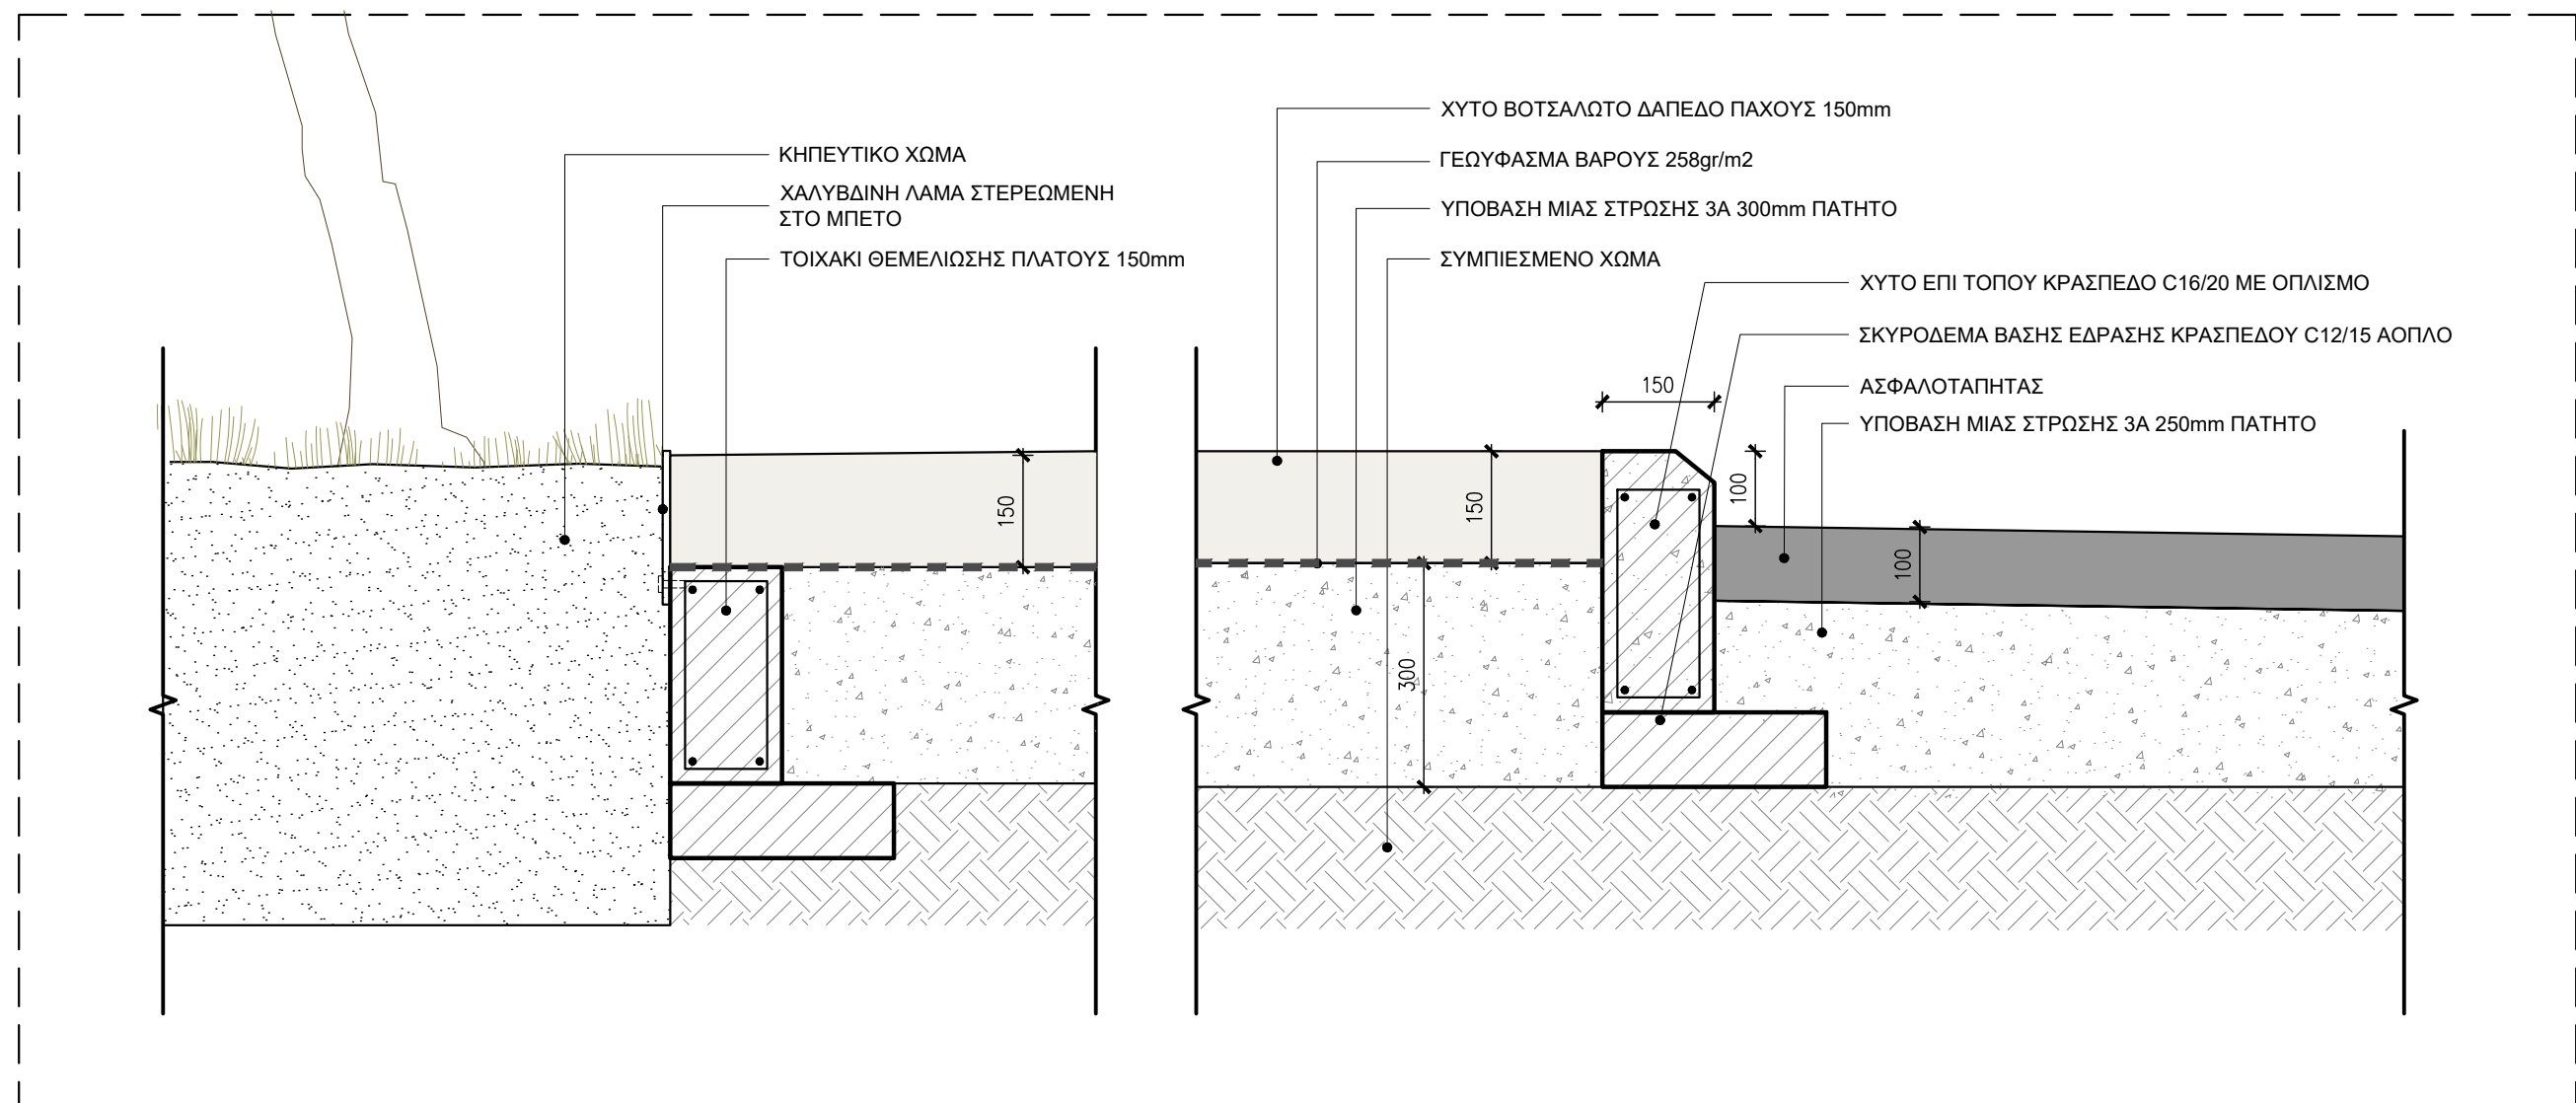 ΚΗΠΕΥΤΙΚΟ ΧΩΜΑ
ΧΑΛΥΒΔΙΝΗ ΛΑΜΑ ΣΤΕΡΕΩΜΕΝΗ
ΣΤΟ ΜΠΕΤΟ
ΤΟΙΧΑΚΙ ΘΕΜΕΛΙΩΣΗΣ ΠΛΑΤΟΥΣ 150mm
ΧΥΤΟ ΒΟΤΣΑΛΩΤΟ ΔΑΠΕΔΟ ΠΑΧΟΥΣ 150mm
ΓΕΩΥΦΑΣΜΑ ΒΑΡΟΥΣ 258gr/m2
ΥΠΟΒΑΣΗ ΜΙΑΣ ΣΤΡΩΣΗΣ 3Α 300mm ΠΑΤΗΤΟ
ΣΥΜΠΙΕΣΜΕΝΟ ΧΩΜΑ
ΧΥΤΟ ΕΠΙ ΤΟΠΟΥ ΚΡΑΣΠΕΔΟ C16/20 ΜΕ ΟΠΛΙΣΜΟ
ΣΚΥΡΟΔΕΜΑ ΒΑΣΗΣ ΕΔΡΑΣΗΣ ΚΡΑΣΠΕΔΟΥ C12/15 ΑΟΠΛΟ
ΑΣΦΑΛΟΤΑΠΗΤΑΣ
ΥΠΟΒΑΣΗ ΜΙΑΣ ΣΤΡΩΣΗΣ 3Α 250mm ΠΑΤΗΤΟ
150
150
150
100
100
300